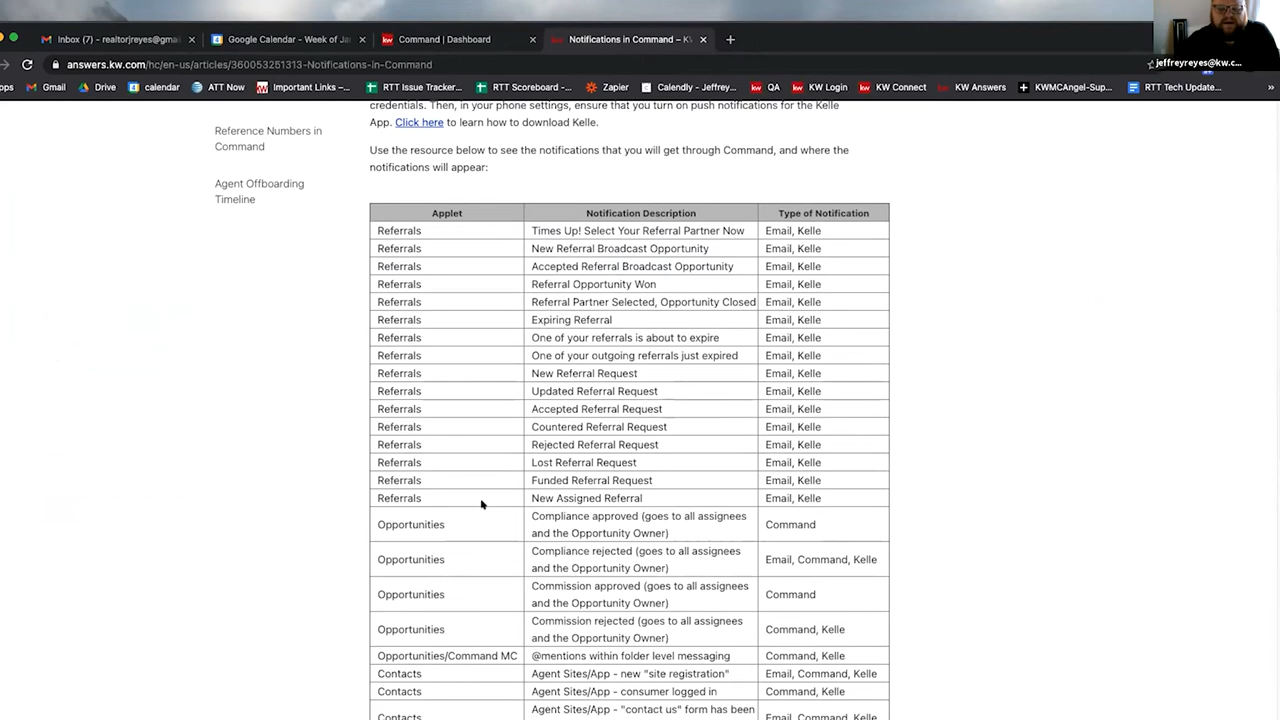 Inbox (7) – realtorjreyes@gmai
Google Calendar - Week of Ja
Command | Dashboard
Notifications in Command – K
answers.kw.com/hc/en-us/articles/360053251313-Notifications-in-Command
jeffreyreyes@kw.c...
pps
Gmail
Drive
calendar
ATT Now
Important Links –...
RTT Issue Tracker...
RTT Scoreboard -...
Zapier
Calendly - Jeffrey...
QA
KW Login
KW Connect
KW Answers
KWMCAngel-Sup...
RTT Tech Update...
Reference Numbers in
Command
Agent Offboarding
Timeline
credentials. Then, in your phone settings, ensure that you turn on push notifications for the Kelle
App. Click here to learn how to download Kelle.
Use the resource below to see the notifications that you will get through Command, and where the
notifications will appear:
Applet Notification Description Type of Notification
Referrals Times Up! Select Your Referral Partner Now Email, Kelle
Referrals New Referral Broadcast Opportunity Email, Kelle
Referrals Accepted Referral Broadcast Opportunity Email, Kelle
Referrals Referral Opportunity Won Email, Kelle
Referrals Referral Partner Selected, Opportunity Closed Email, Kelle
Referrals Expiring Referral Email, Kelle
Referrals One of your referrals is about to expire Email, Kelle
Referrals One of your outgoing referrals just expired Email, Kelle
Referrals New Referral Request Email, Kelle
Referrals Updated Referral Request Email, Kelle
Referrals Accepted Referral Request Email, Kelle
Referrals Countered Referral Request Email, Kelle
Referrals Rejected Referral Request Email, Kelle
Referrals Lost Referral Request Email, Kelle
Referrals Funded Referral Request Email, Kelle
Referrals New Assigned Referral Email, Kelle
Opportunities Compliance approved (goes to all assignees
and the Opportunity Owner) Command
Opportunities Compliance rejected (goes to all assignees
and the Opportunity Owner) Email, Command, Kelle
Opportunities Commission approved (goes to all assignees
and the Opportunity Owner) Command
Opportunities Commission rejected (goes to all assignees
and the Opportunity Owner) Command, Kelle
Opportunities/Command MC @mentions within folder level messaging Command, Kelle
Contacts Agent Sites/App - new "site registration" Email, Command, Kelle
Contacts Agent Sites/App - consumer logged in Command, Kelle
Agent Sites/App - "contact us" form has been
Contacts Email, Command, Kelle